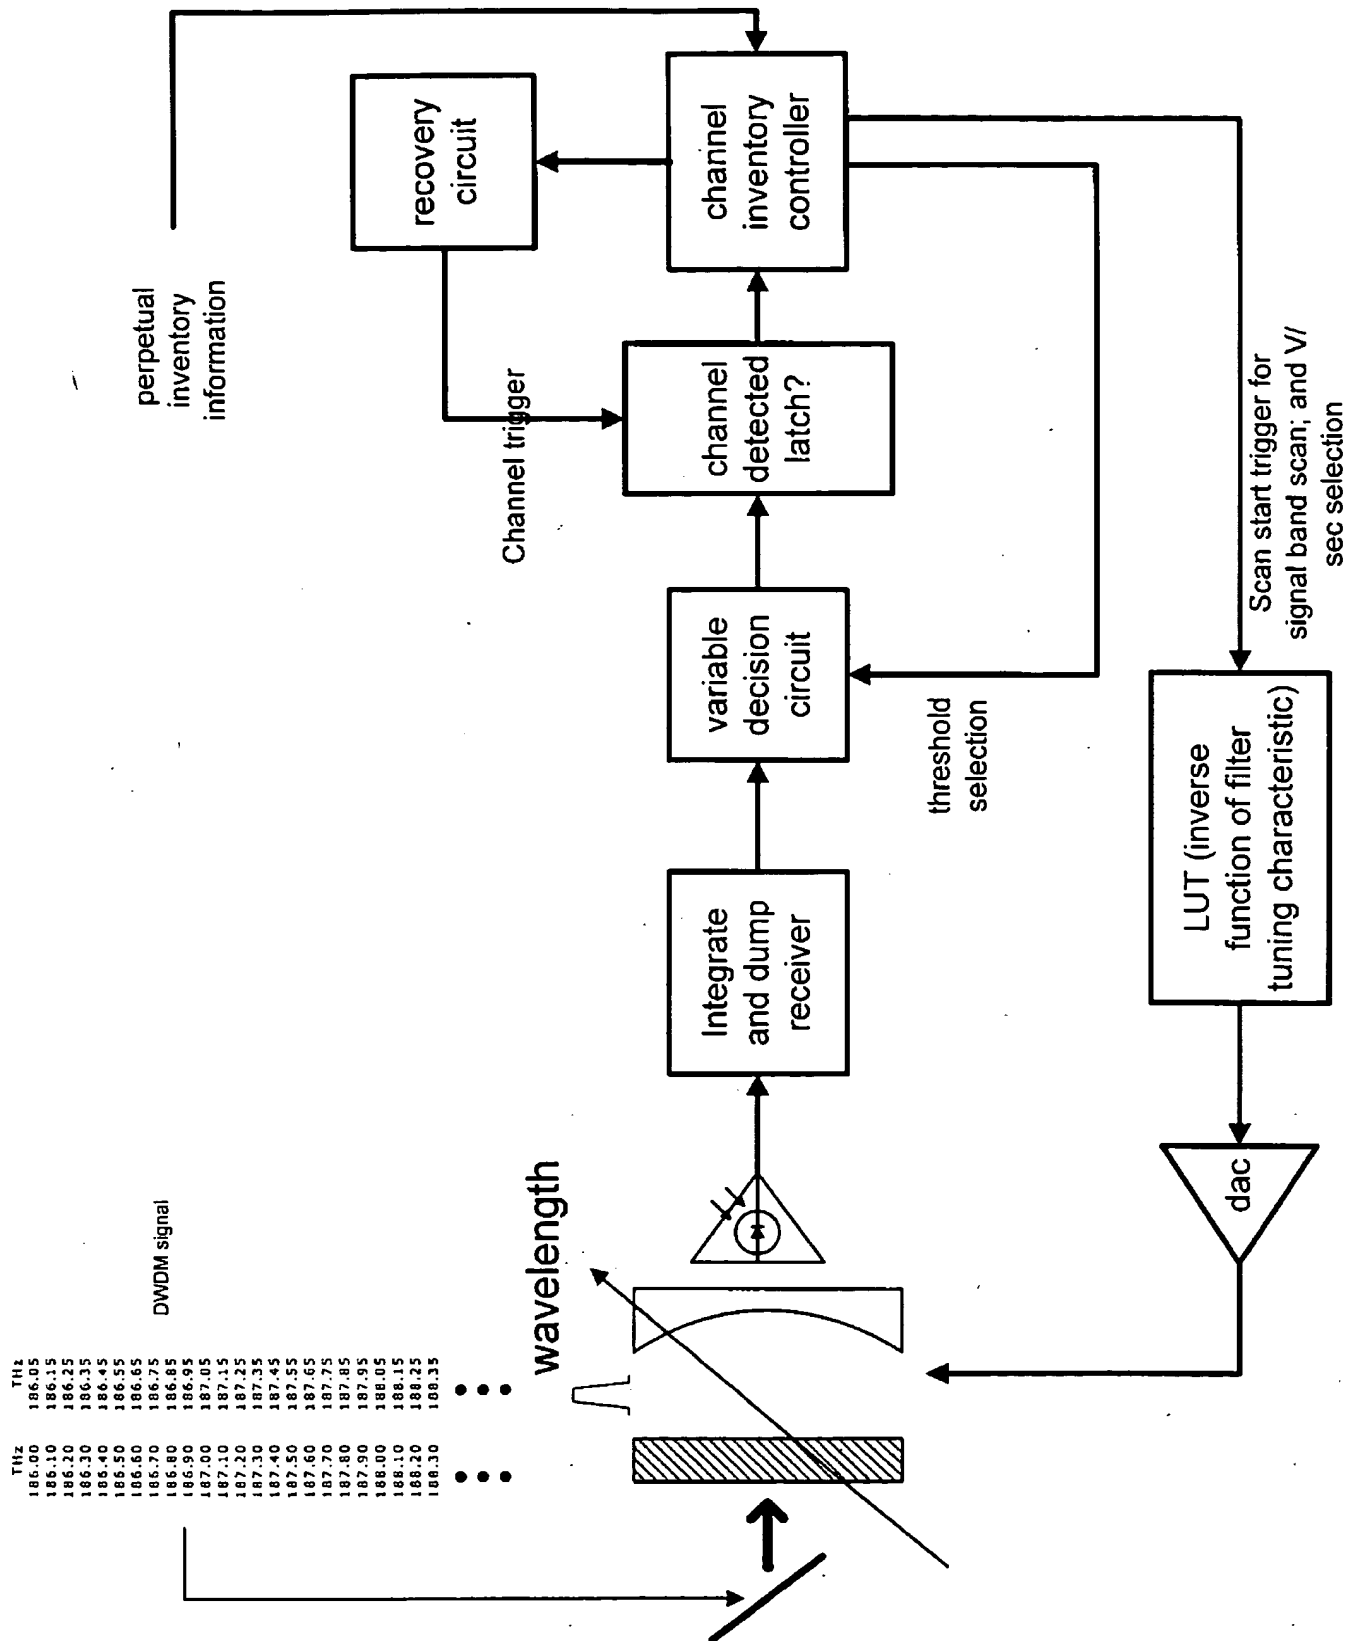 perpetual
inventory
information
recovery
circuit
channel
inventory
controller
Channel trigger
channel
detected
latch?
variable
decision
circuit
threshold
selection
Integrate
and dump
receiver
Scan start trigger for
signal band scan; and V/
sec selection
LUT (inverse
function of filter
tuning characteristic)
dac
wavelength
DWDM signal
THz THz
186.00 186.05
186.10 186.15
186.20 186.25
186.30 186.35
186.40 186.45
186.50 186.55
186.60 186.65
186.70 186.75
186.80 186.85
186.90 186.95
187.00 187.05
187.10 187.15
187.20 187.25
187.30 187.35
187.40 187.45
187.50 187.55
187.60 187.65
187.70 187.75
187.80 187.85
187.90 187.95
188.00 188.05
188.10 188.15
188.20 188.25
188.30 188.35